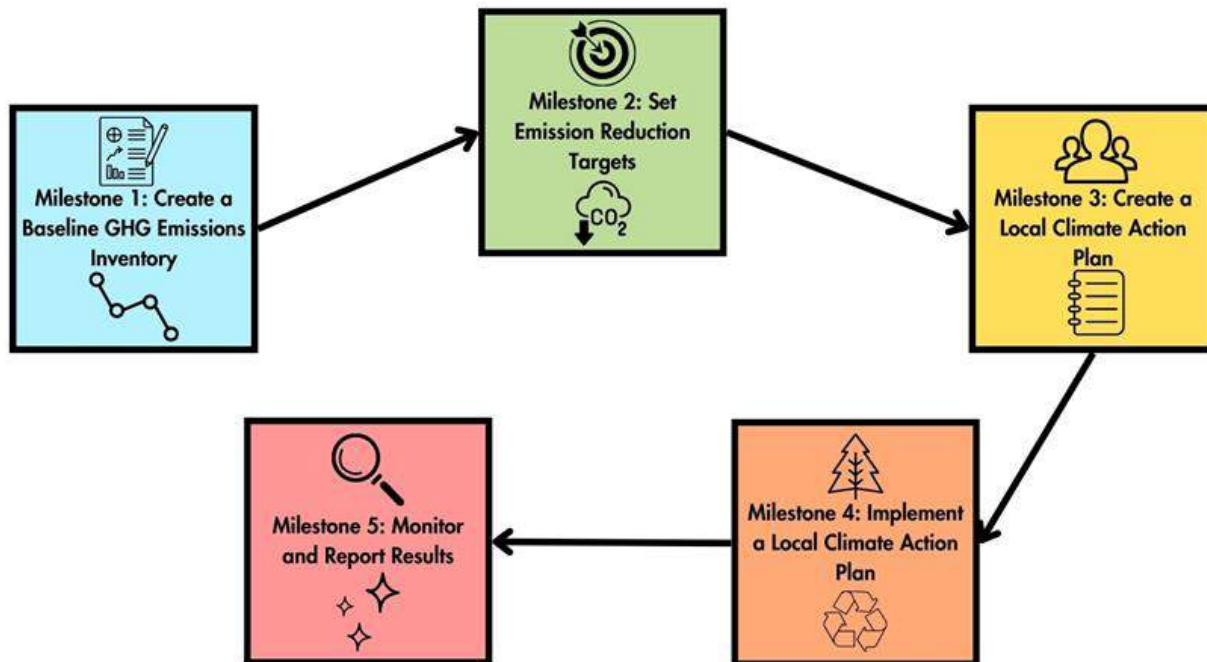 Milestone 1: Create a
Baseline GHG Emissions
Inventory
Milestone 2: Set
Emission Reduction
Targets
CO2
Milestone 3: Create a
Local Climate Action
Plan
Milestone 4: Implement
a Local Climate Action
Plan
Milestone 5: Monitor
and Report Results